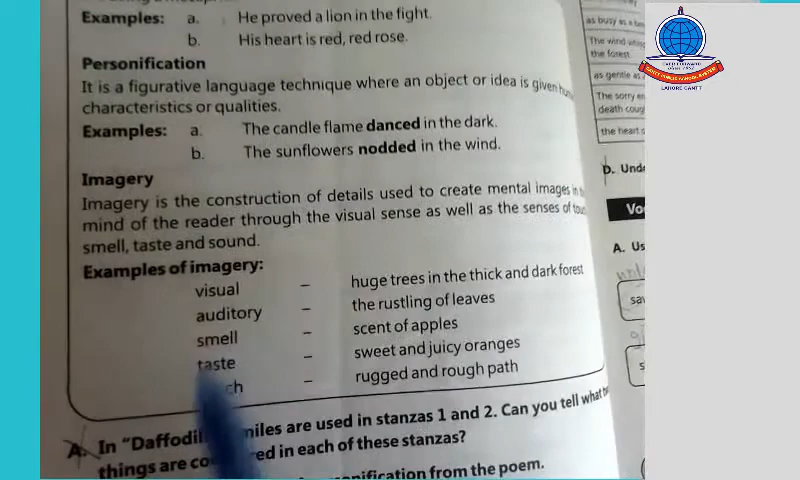 Examples: a. He proved a lion in the fight.
b. His heart is red, red rose.
Personification
It is a figurative language technique where an object or idea is given
characteristics or qualities.
Examples: a. The candle flame danced in the dark.
b. The sunflowers nodded in the wind.
Imagery
Imagery is the construction of details used to create mental images in
mind of the reader through the visual sense as well as the senses of
smell, taste and sound.
Examples of imagery:
visual – huge trees in the thick and dark forest
auditory – the rustling of leaves
smell – scent of apples
taste – sweet and juicy oranges
ch – rugged and rough path
A. In "Daffodil miles are used in stanzas 1 and 2. Can you tell what
things are co red in each of these stanzas?
nification from the poem.
as busy as a
The wind
the forest.
as gentle as
The sorry
death
the heart
D. Und
Vo
A. Us
sa
s
CANTT PUBLIC SCHOOL SYSTEM
LAHORE CANTT